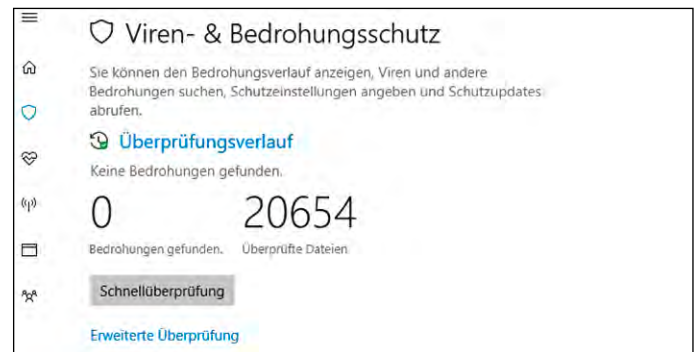 Viren- & Bedrohungsschutz
Sie können den Bedrohungsverlauf anzeigen, Viren und andere
Bedrohungen suchen, Schutzeinstellungen angeben und Schutzupdates
abrufen.
Überprüfungsverlauf
Keine Bedrohungen gefunden.
0 20654
Bedrohungen gefunden. Überprüfte Dateien
Schnellüberprüfung
Erweiterte Überprüfung